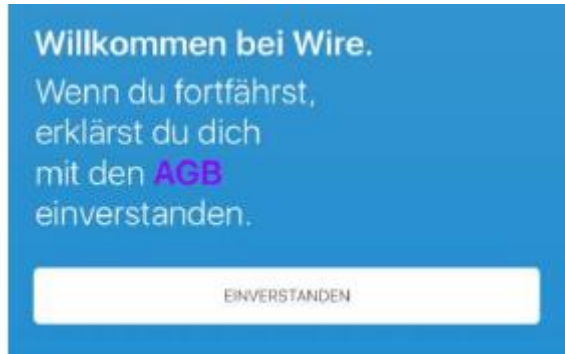 Willkommen bei Wire.
Wenn du fortfährst,
erklärst du dich
mit den AGB
einverstanden.
EINVERSTANDEN